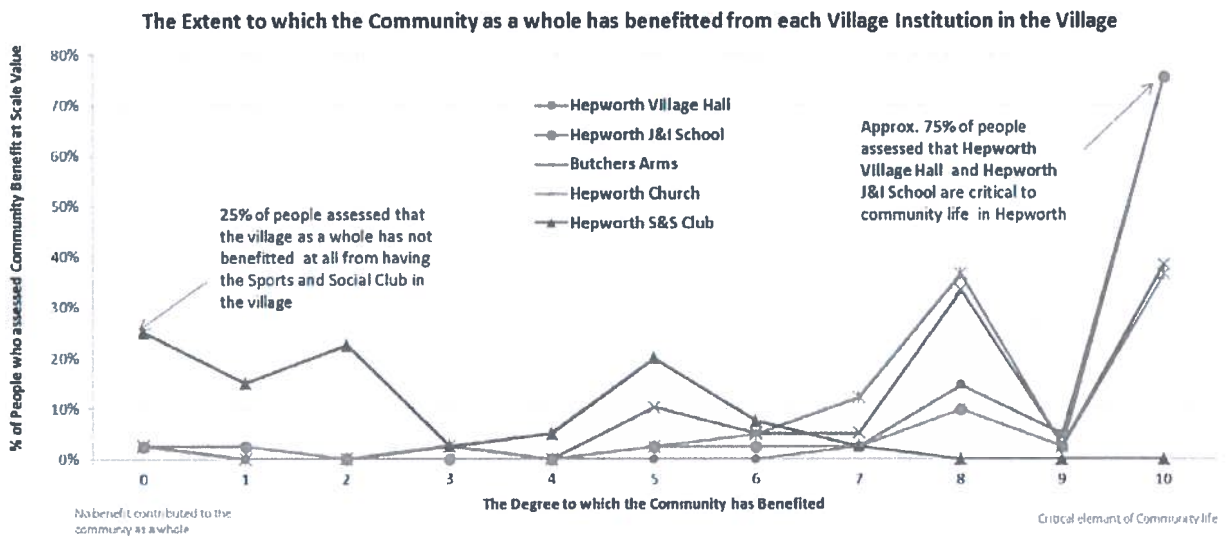 The Extent to which the Community as a whole has benefitted from each Village Institution in the Village
% of People who assessed Community Benefit at Scale Value
80%
70%
60%
50%
40%
30%
20%
10%
0%
Hepworth Village Hall
Hepworth J&I School
Butchers Arms
Hepworth Church
Hepworth S&S Club
25% of people assessed that
the village as a whole has not
benefitted at all from having
the Sports and Social Club in
the village
Approx. 75% of people
assessed that Hepworth
Village Hall and Hepworth
J&I School are critical to
community life in Hepworth
0 1 2 3 4 5 6 7 8 9 10
The Degree to which the Community has Benefited
No benefit contributed to the
community as a whole
Critical element of Community life